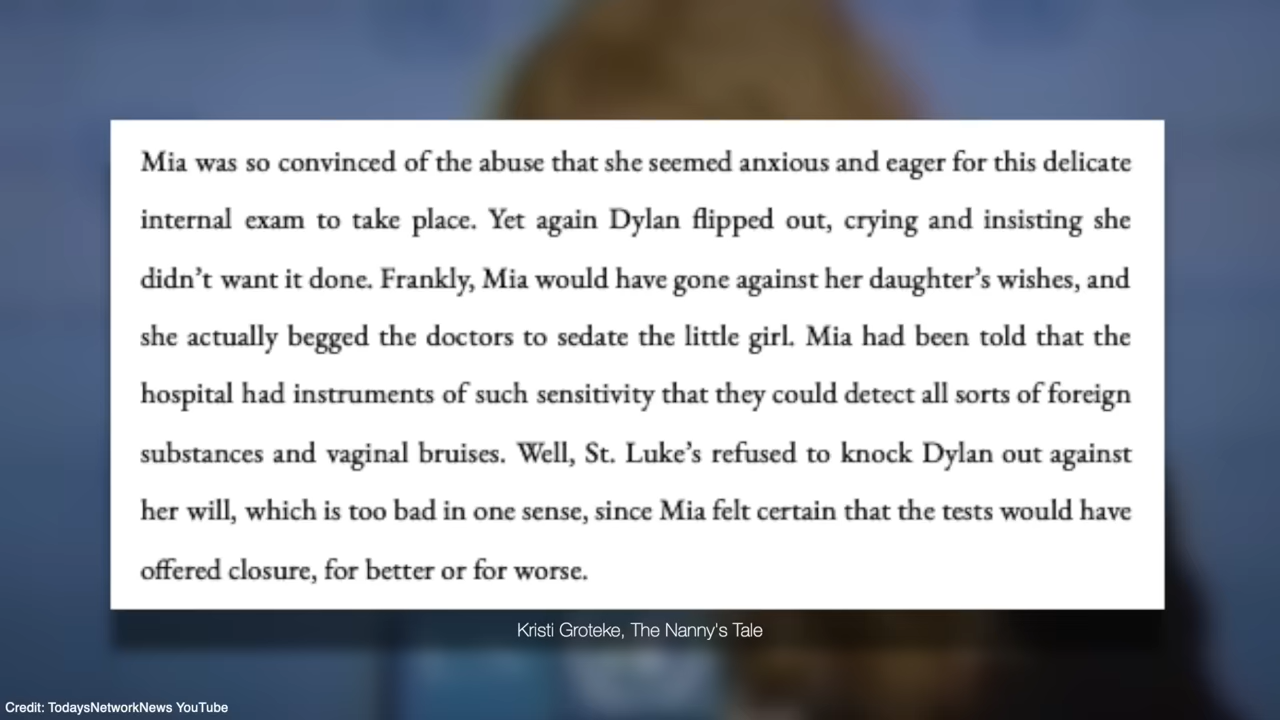 Mia was so convinced of the abuse that she seemed anxious and eager for this delicate
internal exam to take place. Yet again Dylan flipped out, crying and insisting she
didn't want it done. Frankly, Mia would have gone against her daughter's wishes, and
she actually begged the doctors to sedate the little girl. Mia had been told that the
hospital had instruments of such sensitivity that they could detect all sorts of foreign
substances and vaginal bruises. Well, St. Luke's refused to knock Dylan out against
her will, which is too bad in one sense, since Mia felt certain that the tests would have
offered closure, for better or for worse.
Kristi Groteke, The Nanny's Tale
Credit: TodaysNetworkNews YouTube